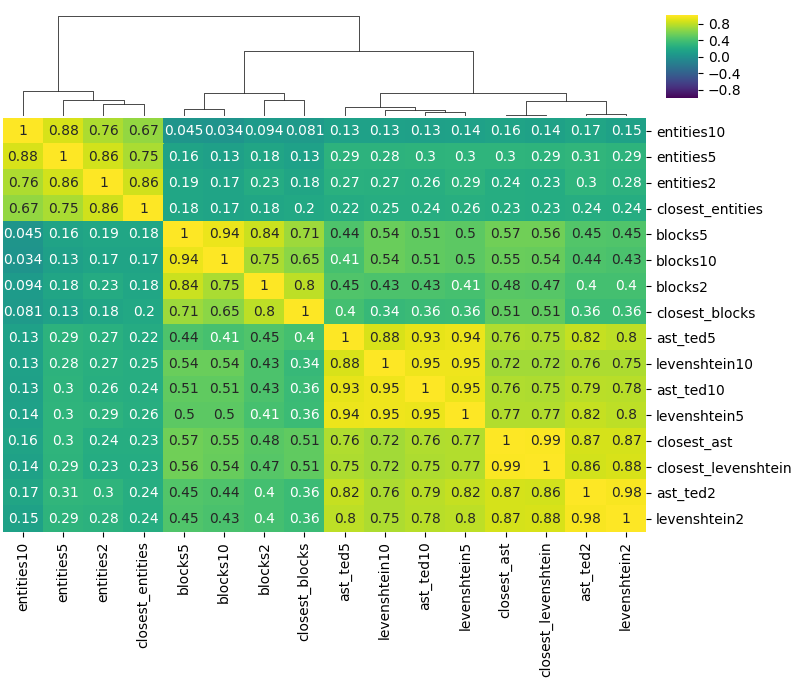 0.8
0.4
0.0
−0.4
−0.8
1 0.88 0.76 0.67 0.045 0.034 0.094 0.081 0.13 0.13 0.13 0.14 0.16 0.14 0.17 0.15 entities10
0.88 1 0.86 0.75 0.16 0.13 0.18 0.13 0.29 0.28 0.3 0.3 0.3 0.29 0.31 0.29 entities5
0.76 0.86 1 0.86 0.19 0.17 0.23 0.18 0.27 0.27 0.26 0.29 0.24 0.23 0.3 0.28 entities2
0.67 0.75 0.86 1 0.18 0.17 0.18 0.2 0.22 0.25 0.24 0.26 0.23 0.23 0.24 0.24 closest_entities
0.045 0.16 0.19 0.18 1 0.94 0.84 0.71 0.44 0.54 0.51 0.5 0.57 0.56 0.45 0.45 blocks5
0.034 0.13 0.17 0.17 0.94 1 0.75 0.65 0.41 0.54 0.51 0.5 0.55 0.54 0.44 0.43 blocks10
0.094 0.18 0.23 0.18 0.84 0.75 1 0.8 0.45 0.43 0.43 0.41 0.48 0.47 0.4 0.4 blocks2
0.081 0.13 0.18 0.2 0.71 0.65 0.8 1 0.4 0.34 0.36 0.36 0.51 0.51 0.36 0.36 closest_blocks
0.13 0.29 0.27 0.22 0.44 0.41 0.45 0.4 1 0.88 0.93 0.94 0.76 0.75 0.82 0.8 ast_ted5
0.13 0.28 0.27 0.25 0.54 0.54 0.43 0.34 0.88 1 0.95 0.95 0.72 0.72 0.76 0.75 levenshtein10
0.13 0.3 0.26 0.24 0.51 0.51 0.43 0.36 0.93 0.95 1 0.95 0.76 0.75 0.79 0.78 ast_ted10
0.14 0.3 0.29 0.26 0.5 0.5 0.41 0.36 0.94 0.95 0.95 1 0.77 0.77 0.82 0.8 levenshtein5
0.16 0.3 0.24 0.23 0.57 0.55 0.48 0.51 0.76 0.72 0.76 0.77 1 0.99 0.87 0.87 closest_ast
0.14 0.29 0.23 0.23 0.56 0.54 0.47 0.51 0.75 0.72 0.75 0.77 0.99 1 0.86 0.88 closest_levenshtein
0.17 0.31 0.3 0.24 0.45 0.44 0.4 0.36 0.82 0.76 0.79 0.82 0.87 0.86 1 0.98 ast_ted2
0.15 0.29 0.28 0.24 0.45 0.43 0.4 0.36 0.8 0.75 0.78 0.8 0.87 0.88 0.98 1 levenshtein2
entities10
entities5
entities2
closest_entities
blocks5
blocks10
blocks2
closest_blocks
ast_ted5
levenshtein10
ast_ted10
levenshtein5
closest_ast
closest_levenshtein
ast_ted2
levenshtein2